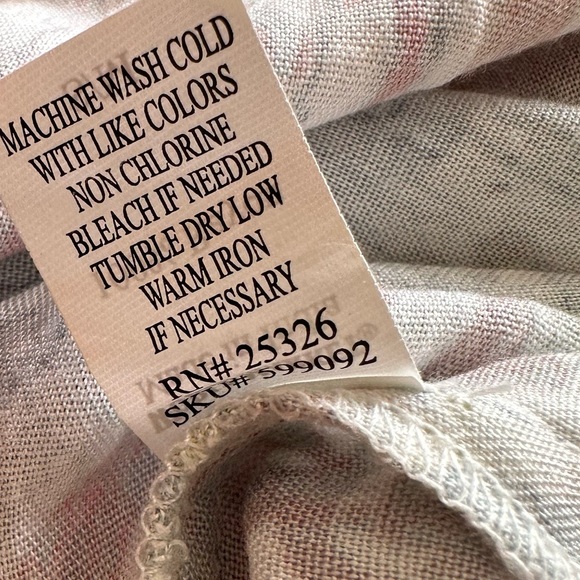 MACHINE WASH COLD
WITH LIKE COLORS
NON CHLORINE
BLEACH IF NEEDED
TUMBLE DRY LOW
WARM IRON
IF NECESSARY
RN# 25326
SKU# 599092